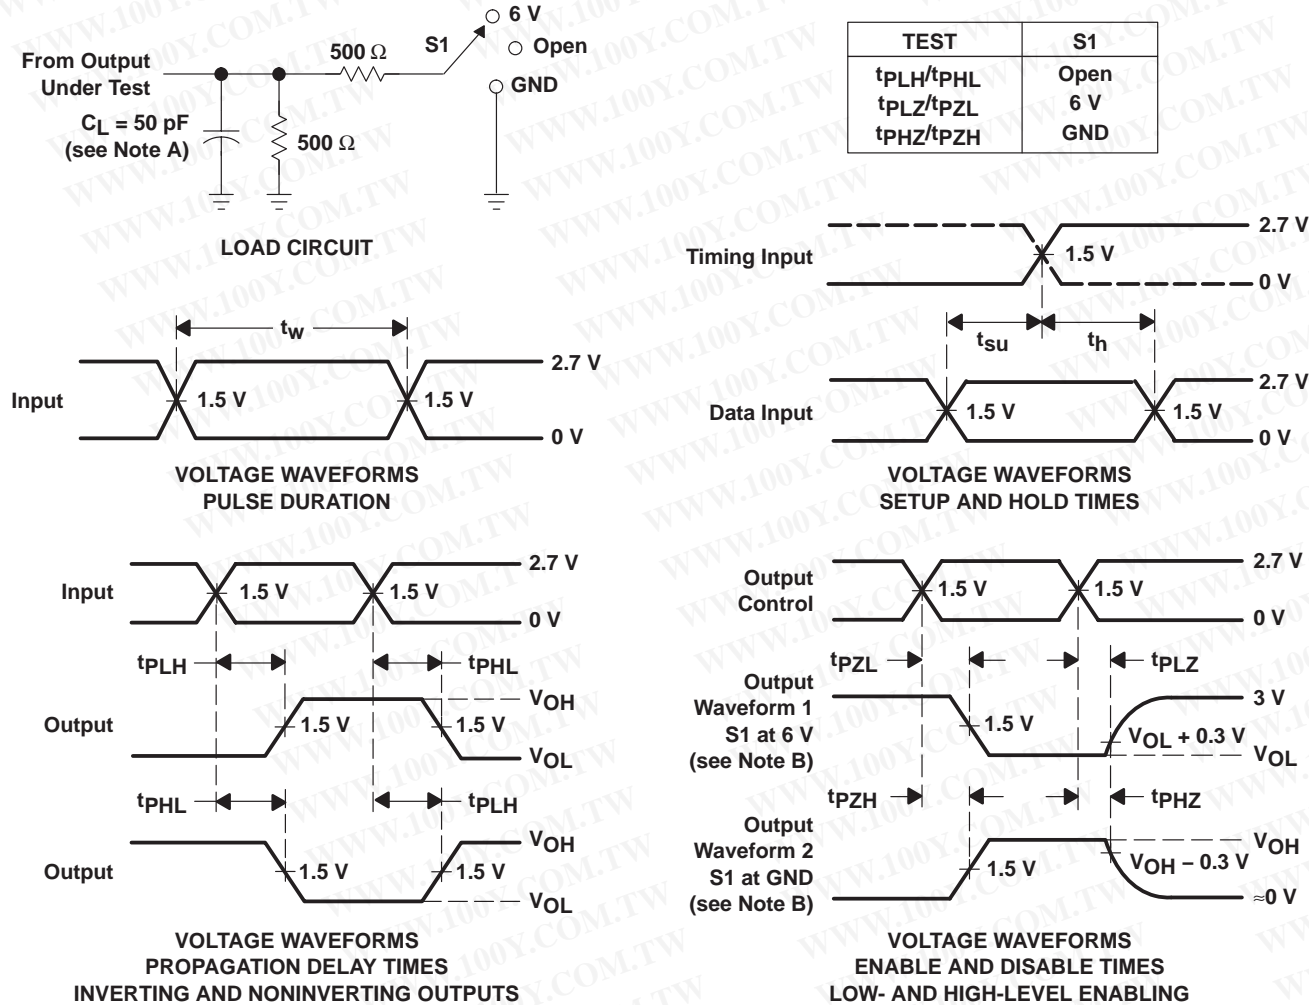 6 V
S1
Open
500 Ω
From Output
Under Test
GND
CL = 50 pF
(see Note A)
500 Ω
LOAD CIRCUIT
TEST S1
tPLH/tPHL Open
tPLZ/tPZL 6 V
tPHZ/tPZH GND
Timing Input
1.5 V
2.7 V
0 V
tsu
th
Data Input
1.5 V
1.5 V
2.7 V
0 V
VOLTAGE WAVEFORMS
SETUP AND HOLD TIMES
tw
Input
1.5 V
1.5 V
2.7 V
0 V
VOLTAGE WAVEFORMS
PULSE DURATION
Input
1.5 V
1.5 V
2.7 V
0 V
tPLH
tPHL
Output
1.5 V
1.5 V
VOH
VOL
tPHL
tPLH
Output
1.5 V
1.5 V
VOH
VOL
VOLTAGE WAVEFORMS
PROPAGATION DELAY TIMES
INVERTING AND NONINVERTING OUTPUTS
Output
Control
1.5 V
1.5 V
2.7 V
0 V
tPZL
tPLZ
Output
Waveform 1
S1 at 6 V
(see Note B)
1.5 V
3 V
VOL + 0.3 V
VOL
tPZH
tPHZ
Output
Waveform 2
S1 at GND
(see Note B)
1.5 V
VOH
VOH − 0.3 V
≈0 V
VOLTAGE WAVEFORMS
ENABLE AND DISABLE TIMES
LOW- AND HIGH-LEVEL ENABLING
WWW.100Y.COM.TW